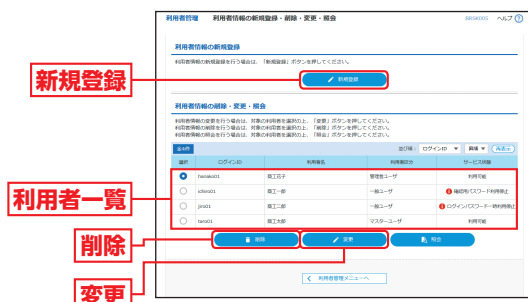 利用者管理 利用者情報の新規登録・削除・変更・照会 BRSK005 ヘルプ ?
利用者情報の新規登録
利用者情報の新規登録を行う場合は、「新規登録」ボタンを押してください。
新規登録
新規登録
利用者情報の削除・変更・照会
利用者情報の変更を行う場合は、対象の利用者を選択の上、「変更」ボタンを押してください。
利用者情報の削除を行う場合は、対象の利用者を選択の上、「削除」ボタンを押してください。
利用者情報の照会を行う場合は、対象の利用者を選択の上、「照会」ボタンを押してください。
全4件 並び順： ログインID 昇順 再表示
選択 ログインID 利用者名 利用者区分 サービス状態
hanako01 商工花子 管理者ユーザ 利用可能
ichiro01 商工一郎 一般ユーザ 確認用パスワード利用停止
jiro01 商工二郎 一般ユーザ ログインパスワード一時利用停止
taro01 商工太郎 マスターユーザ 利用可能
利用者一覧
削除 変更 照会
削除
利用者管理メニューへ
変更